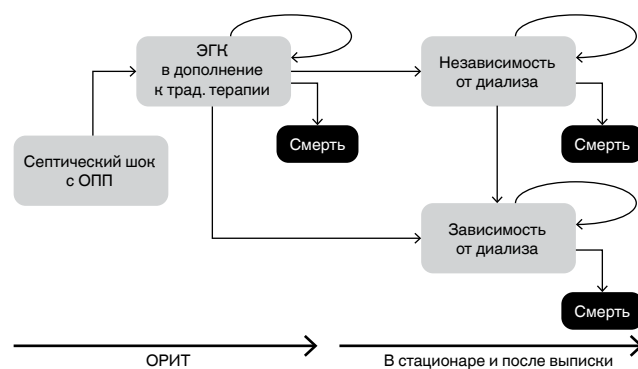 ЭГК
в дополнение
к трад. терапии
Независимость
от диализа
Смерть
Смерть
Септический шок
с ОПП
Зависимость
от диализа
Смерть
ОРИТ
В стационаре и после выписки